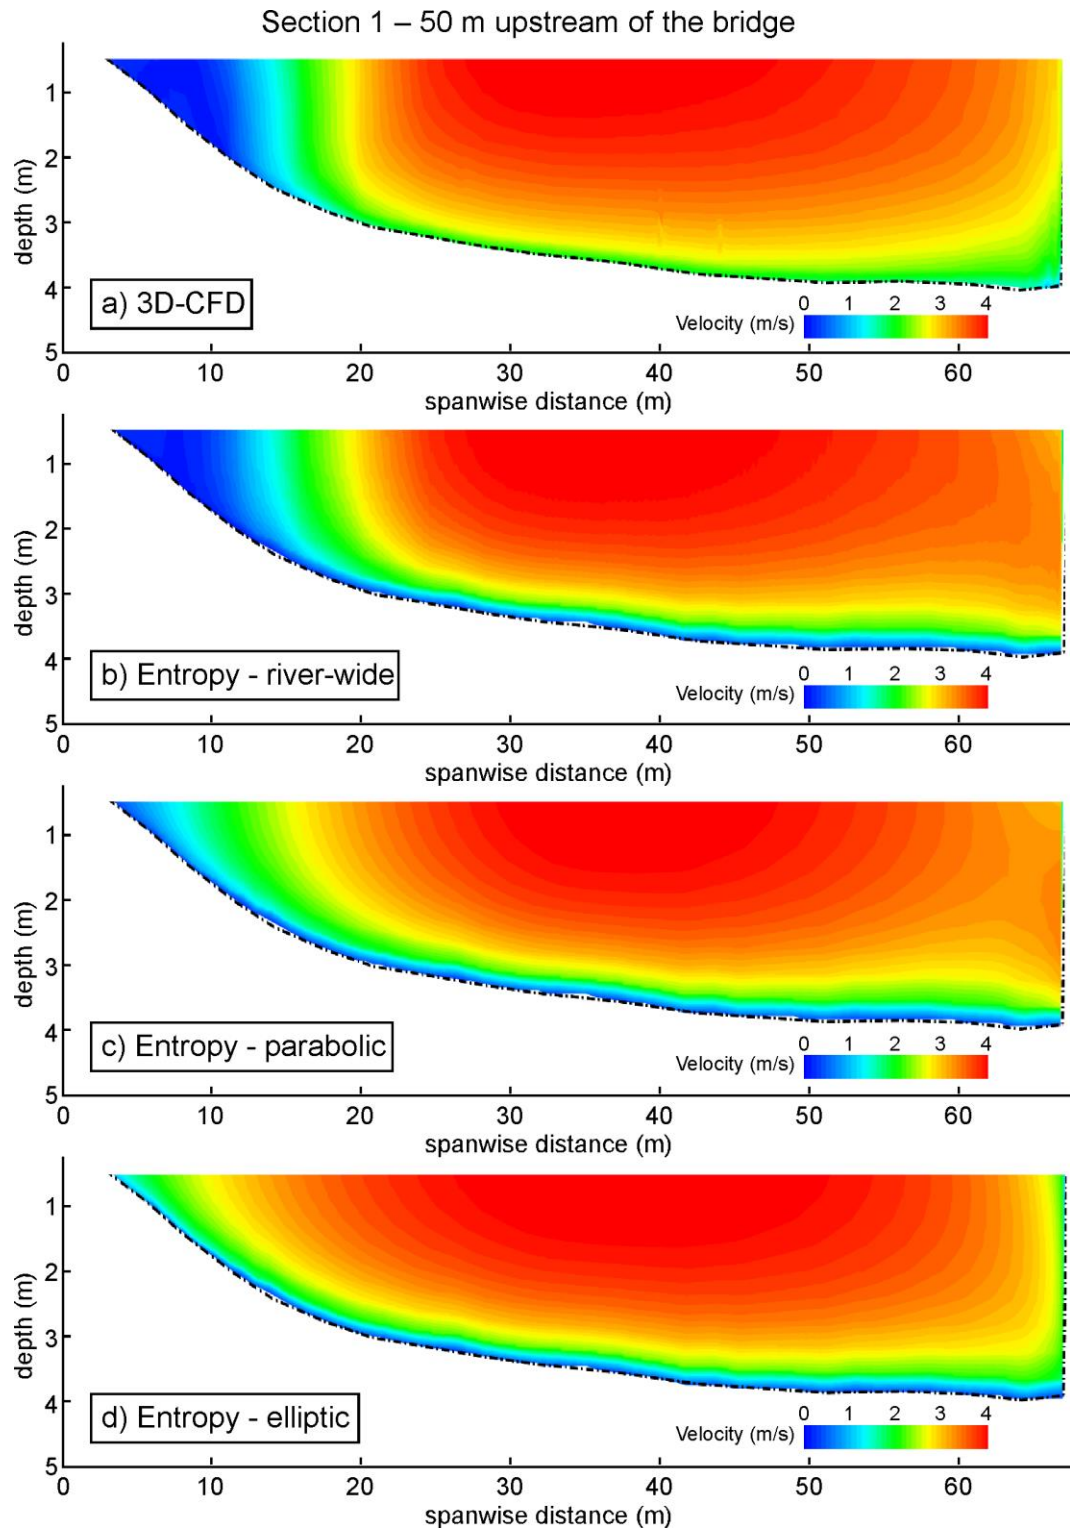 Section 1 – 50 m upstream of the bridge
1
2
3
4
5
depth (m)
a) 3D-CFD
0 1 2 3 4
Velocity (m/s)
0 10 20 30 40 50 60
spanwise distance (m)
1
2
3
4
5
depth (m)
b) Entropy - river-wide
0 1 2 3 4
Velocity (m/s)
0 10 20 30 40 50 60
spanwise distance (m)
1
2
3
4
5
depth (m)
c) Entropy - parabolic
0 1 2 3 4
Velocity (m/s)
0 10 20 30 40 50 60
spanwise distance (m)
1
2
3
4
5
depth (m)
d) Entropy - elliptic
0 1 2 3 4
Velocity (m/s)
0 10 20 30 40 50 60
spanwise distance (m)